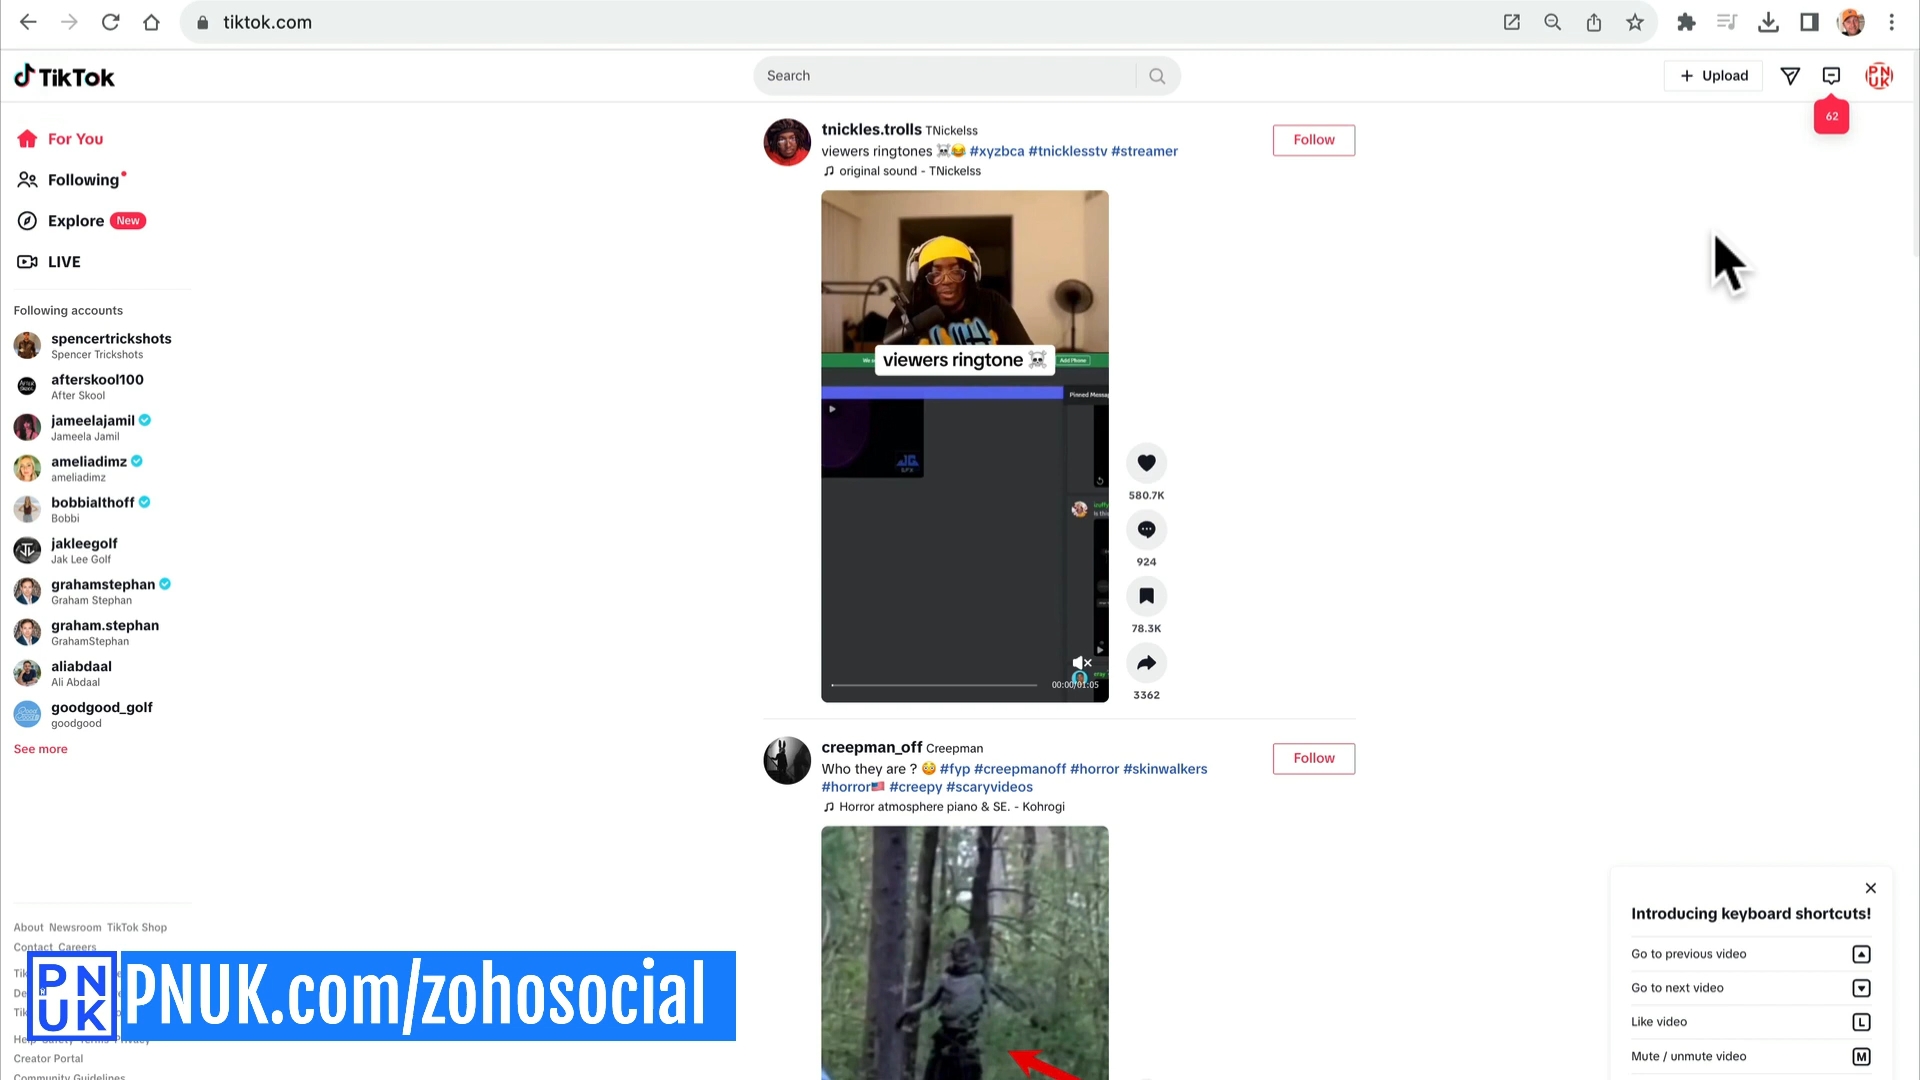 tiktok.com
TikTok
Search
Upload
PN
UK
62
For You
Following
Explore New
LIVE
Following accounts
spencertrickshots
Spencer Trickshots
afterskool100
After Skool
jameelajamil
Jameela Jamil
ameliadimz
ameliadimz
bobbialthoff
Bobbi
jakleegolf
Jak Lee Golf
grahamstephan
Graham Stephan
graham.stephan
GrahamStephan
aliabdaal
Ali Abdaal
goodgood_golf
goodgood
See more
About Newsroom TikTok Shop
Contact Careers
Creator Portal
Community Guidelines
PN
UK
PNUK.com/zohosocial
tnickles.trolls TNickelss
viewers ringtones ☠️😂 #xyzbca #tnicklesstv #streamer
original sound - TNickelss
Follow
viewers ringtone ☠️
Add Phone
Pinned Messa
JG
00:00/01:05
580.7K
924
78.3K
3362
creepman_off Creepman
Who they are ? 😳 #fyp #creepmanoff #horror #skinwalkers
#horror🇺🇸 #creepy #scaryvideos
Horror atmosphere piano & SE. - Kohrogi
Follow
Introducing keyboard shortcuts!
Go to previous video
Go to next video
Like video L
Mute / unmute video M